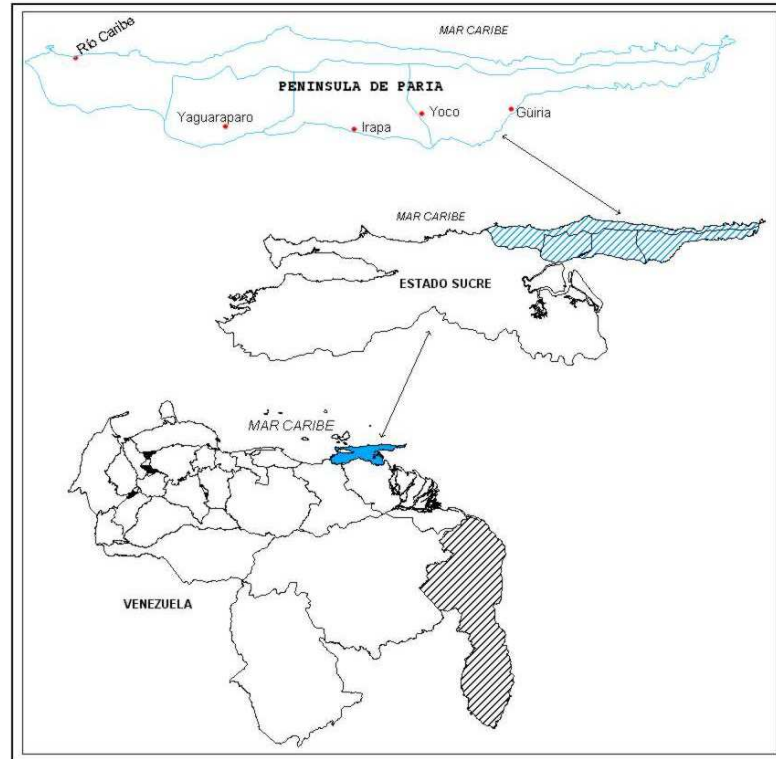 MAR CARIBE
Río Caribe
PENINSULA DE PARIA
Yaguaraparo
Irapa
Yoco
Güiria
MAR CARIBE
ESTADO SUCRE
MAR CARIBE
VENEZUELA